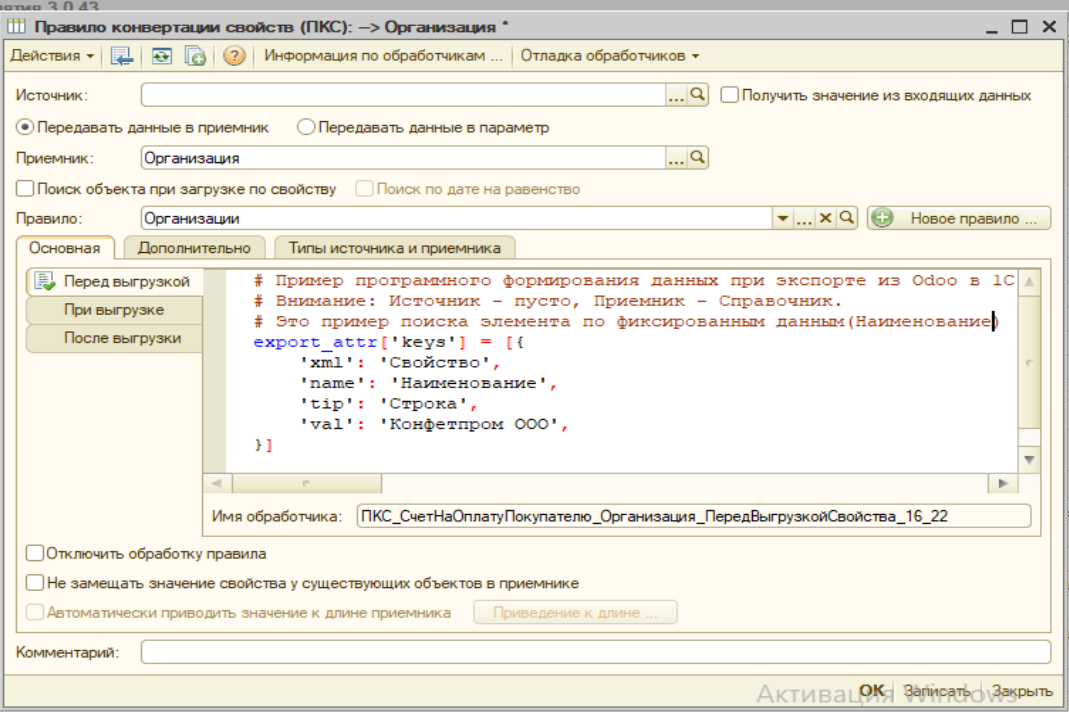 ятия 3.0.43
Правило конвертации свойств (ПКС): --> Организация *
Действия Информация по обработчикам ... Отладка обработчиков
Источник: ... Получить значение из входящих данных
Передавать данные в приемник Передавать данные в параметр
Приемник: Организация ...
Поиск объекта при загрузке по свойству Поиск по дате на равенство
Правило: Организации ... Новое правило ...
Основная Дополнительно Типы источника и приемника
Перед выгрузкой
При выгрузке
После выгрузки
# Пример программного формирования данных при экспорте из Odoo в 1С
# Внимание: Источник - пусто, Приемник - Справочник.
# Это пример поиска элемента по фиксированным данным(Наименование)
export_attr['keys'] = [{
'xml': 'Свойство',
'name': 'Наименование',
'tip': 'Строка',
'val': 'Конфетпром ООО',
}]
Имя обработчика: ПКС_СчетНаОплатуПокупателю_Организация_ПередВыгрузкойСвойства_16_22
Отключить обработку правила
Не замещать значение свойства у существующих объектов в приемнике
Автоматически приводить значение к длине приемника Приведение к длине ...
Комментарий:
Активация Windows
OK Записать Закрыть